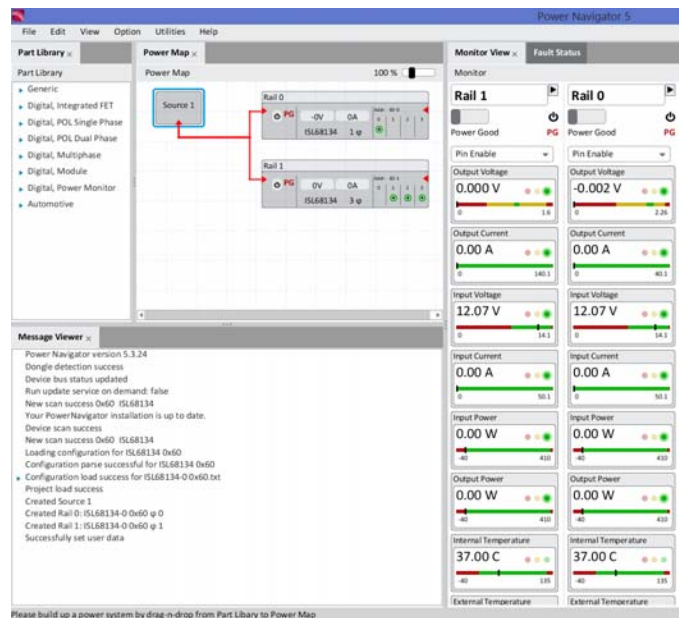 Power Navigator 5
File Edit View Option Utilities Help
Part Library
Part Library
Generic
Digital, Integrated FET
Digital, POL Single Phase
Digital, POL Dual Phase
Digital, Multiphase
Digital, Module
Digital, Power Monitor
Automotive
Power Map
Power Map 100 %
Source 1
Rail 0
PG -0V 0A
0 1 2 3
ISL68134 1 φ
Rail 1
PG 0V 0A
0 1 2 3
ISL68134 3 φ
Message Viewer
Power Navigator version 5.3.24
Dongle detection success
Device bus status updated
Run update service on demand: false
New scan success 0x60 ISL68134
Your PowerNavigator installation is up to date.
Device scan success
New scan success 0x60 ISL68134
Loading configuration for ISL68134 0x60
Configuration parse successful for ISL68134 0x60
Configuration load success for ISL68134-0 0x60.txt
Project load success
Created Source 1
Created Rail 0: ISL68134-0 0x60 φ 0
Created Rail 1: ISL68134-0 0x60 φ 1
Successfully set user data
Monitor View Fault Status
Monitor
Rail 1 Rail 0
Power Good PG Power Good PG
Pin Enable Pin Enable
Output Voltage Output Voltage
0.000 V -0.002 V
0 1.6 0 2.26
Output Current Output Current
0.00 A 0.00 A
0 140.1 0 40.1
Input Voltage Input Voltage
12.07 V 12.07 V
0 14.1 0 14.1
Input Current Input Current
0.00 A 0.00 A
0 50.1 0 50.1
Input Power Input Power
0.00 W 0.00 W
-40 410 -40 410
Output Power Output Power
0.00 W 0.00 W
-40 410 -40 410
Internal Temperature Internal Temperature
37.00 C 37.00 C
-40 135 -40 135
External Temperature External Temperature
Please build up a power system by drag-n-drop from Part Libary to Power Map